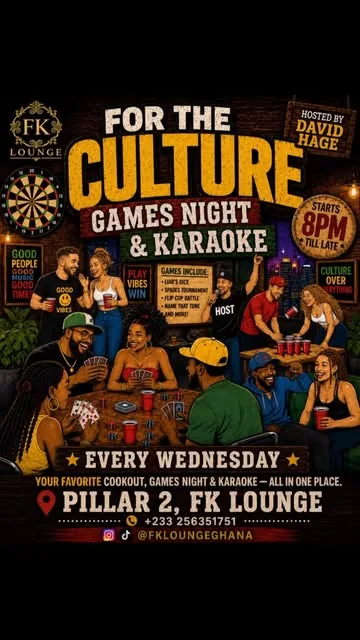 FK
LOUNGE
FOR THE
CULTURE
GAMES NIGHT
& KARAOKE
HOSTED BY
DAVID
HAGE
STARTS
8PM
TILL LATE
GOOD
PEOPLE
GOOD
MUSIC
GOOD
TIME
GOOD
VIBES
PLAY
VIBES
WIN
GAMES INCLUDE:
- LIAR'S DICE
- SPADES TOURNAMENT
- FLIP CUP BATTLE
- NAME THAT TUNE
AND MORE!
HOST
CULTURE
OVER
EVERY WEDNESDAY
YOUR FAVORITE COOKOUT, GAMES NIGHT & KARAOKE — ALL IN ONE PLACE.
PILLAR 2, FK LOUNGE
+233 256351751
@FKLOUNGEGHANA